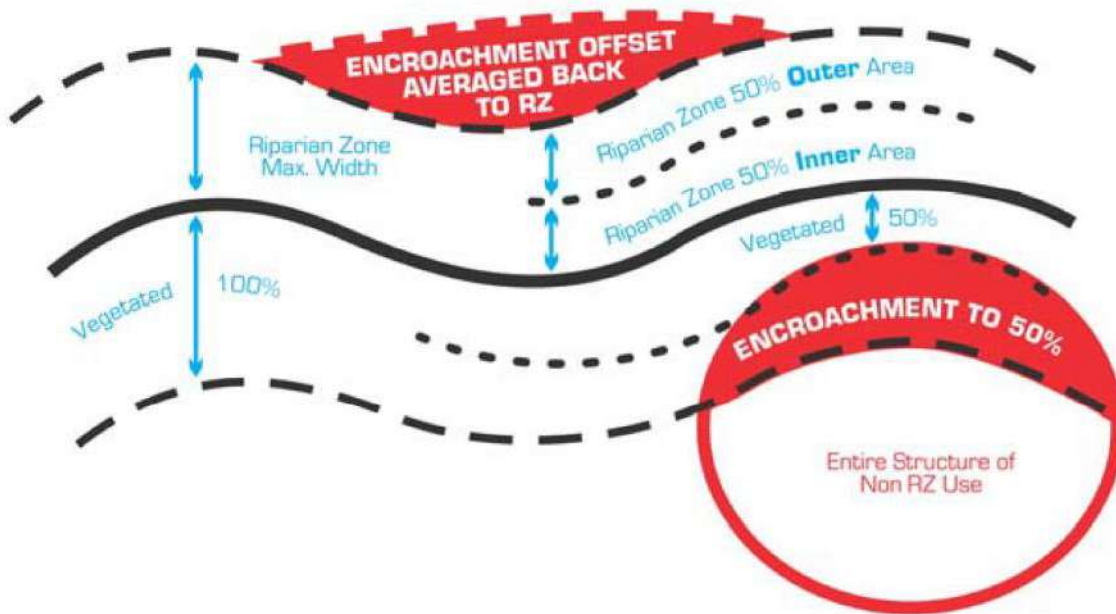 ENCROACHMENT OFFSET
AVERAGED BACK
TO RZ
Riparian Zone
Max. Width
Riparian Zone 50% Outer Area
Riparian Zone 50% Inner Area
Vegetated 50%
Vegetated 100%
ENCROACHMENT TO 50%
Entire Structure of
Non RZ Use